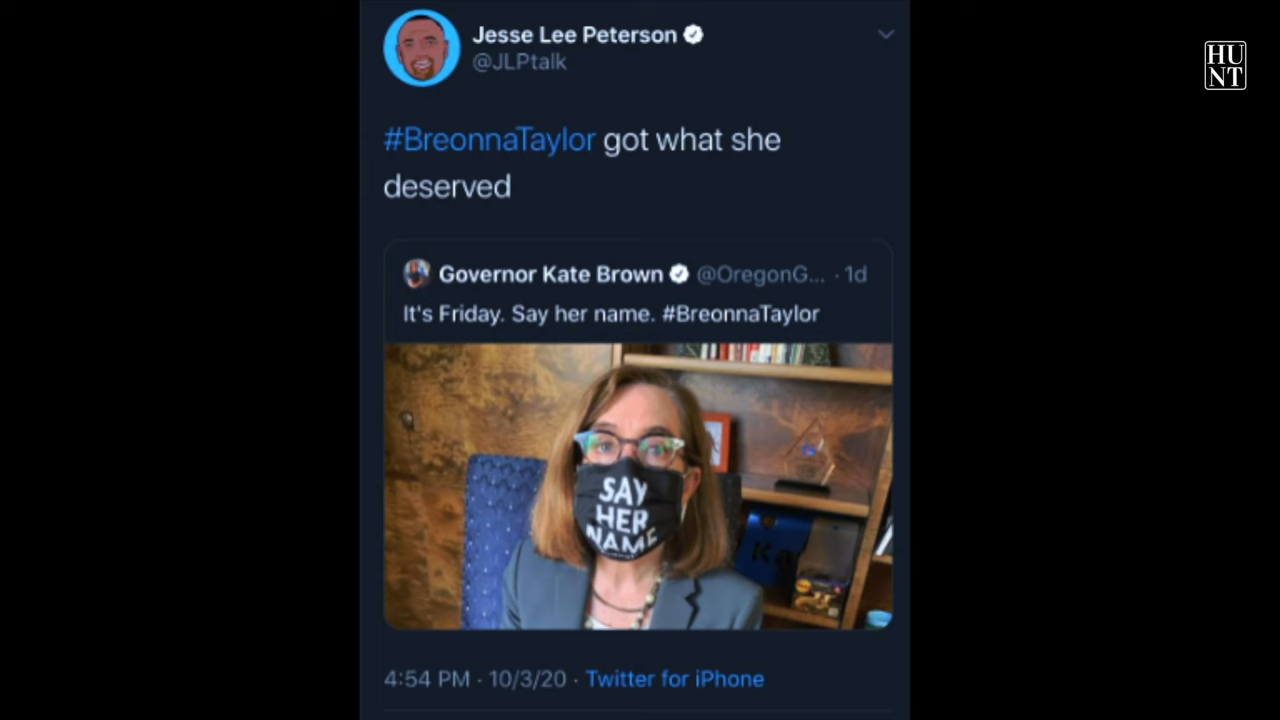 Jesse Lee Peterson
@JLPtalk
HU
NT
#BreonnaTaylor got what she
deserved
Governor Kate Brown @OregonG... · 1d
It's Friday. Say her name. #BreonnaTaylor
SAY
HER
NAME
4:54 PM · 10/3/20 · Twitter for iPhone